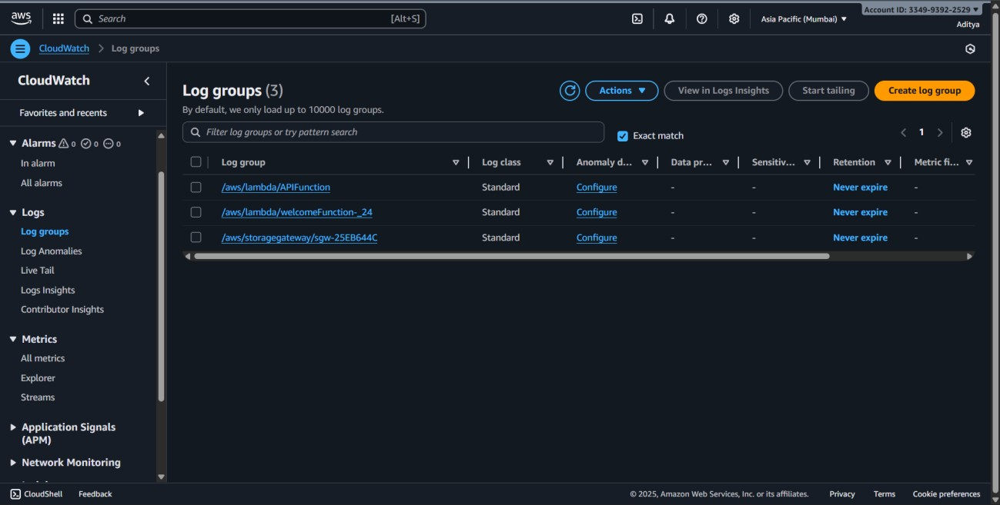 aws
Search [Alt+S]
Asia Pacific (Mumbai) ▼
Account ID: 3349-9392-2529 ▼
Aditya
CloudWatch > Log groups
CloudWatch
Favorites and recents
Alarms 0 0 0
In alarm
All alarms
Logs
Log groups
Log Anomalies
Live Tail
Logs Insights
Contributor Insights
Metrics
All metrics
Explorer
Streams
Application Signals
(APM)
Network Monitoring
Log groups (3)
Actions View in Logs Insights Start tailing Create log group
By default, we only load up to 10000 log groups.
Filter log groups or try pattern search
Exact match
1
Log group Log class Anomaly d... Data pr... Sensitiv... Retention Metric fi...
/aws/lambda/APIFunction Standard Configure - - Never expire -
/aws/lambda/welcomeFunction-_24 Standard Configure - - Never expire -
/aws/storagegateway/sgw-25EB644C Standard Configure - - Never expire -
CloudShell Feedback © 2025, Amazon Web Services, Inc. or its affiliates. Privacy Terms Cookie preferences